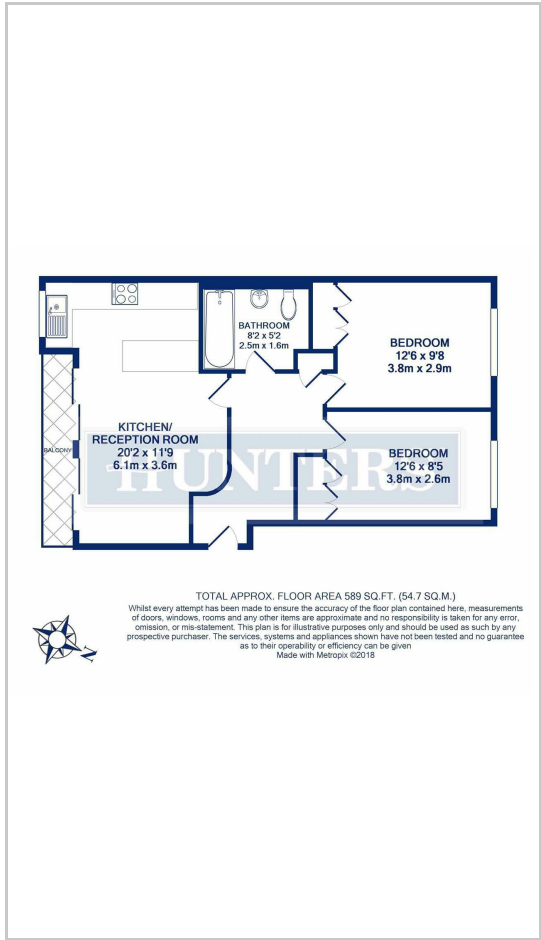 BATHROOM
8'2 x 5'2
2.5m x 1.6m
BEDROOM
12'6 x 9'8
3.8m x 2.9m
KITCHEN/
RECEPTION ROOM
20'2 x 11'9
6.1m x 3.6m
BALCONY
BEDROOM
12'6 x 8'5
3.8m x 2.6m
HUNTERS
TOTAL APPROX. FLOOR AREA 589 SQ.FT. (54.7 SQ.M.)
Whilst every attempt has been made to ensure the accuracy of the floor plan contained here, measurements
of doors, windows, rooms and any other items are approximate and no responsibility is taken for any error,
omission, or mis-statement. This plan is for illustrative purposes only and should be used as such by any
prospective purchaser. The services, systems and appliances shown have not been tested and no guarantee
as to their operability or efficiency can be given
Made with Metropix ©2018
N